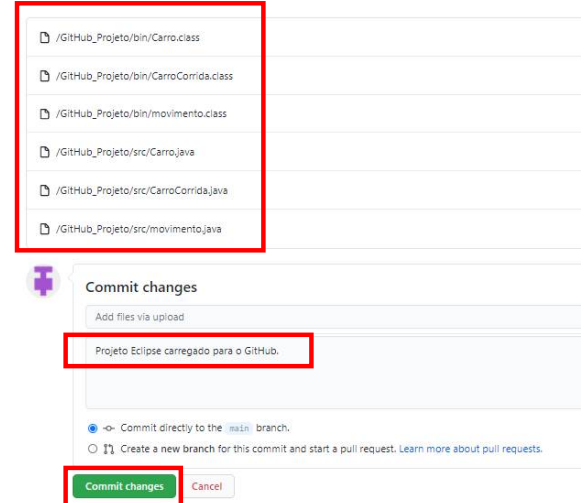 /GitHub_Projeto/bin/Carro.class
/GitHub_Projeto/bin/CarroCorrida.class
/GitHub_Projeto/bin/movimento.class
/GitHub_Projeto/src/Carro.java
/GitHub_Projeto/src/CarroCorrida.java
/GitHub_Projeto/src/movimento.java
Commit changes
Add files via upload
Projeto Eclipse carregado para o GitHub.
Commit directly to the main branch.
Create a new branch for this commit and start a pull request. Learn more about pull requests.
Commit changes Cancel